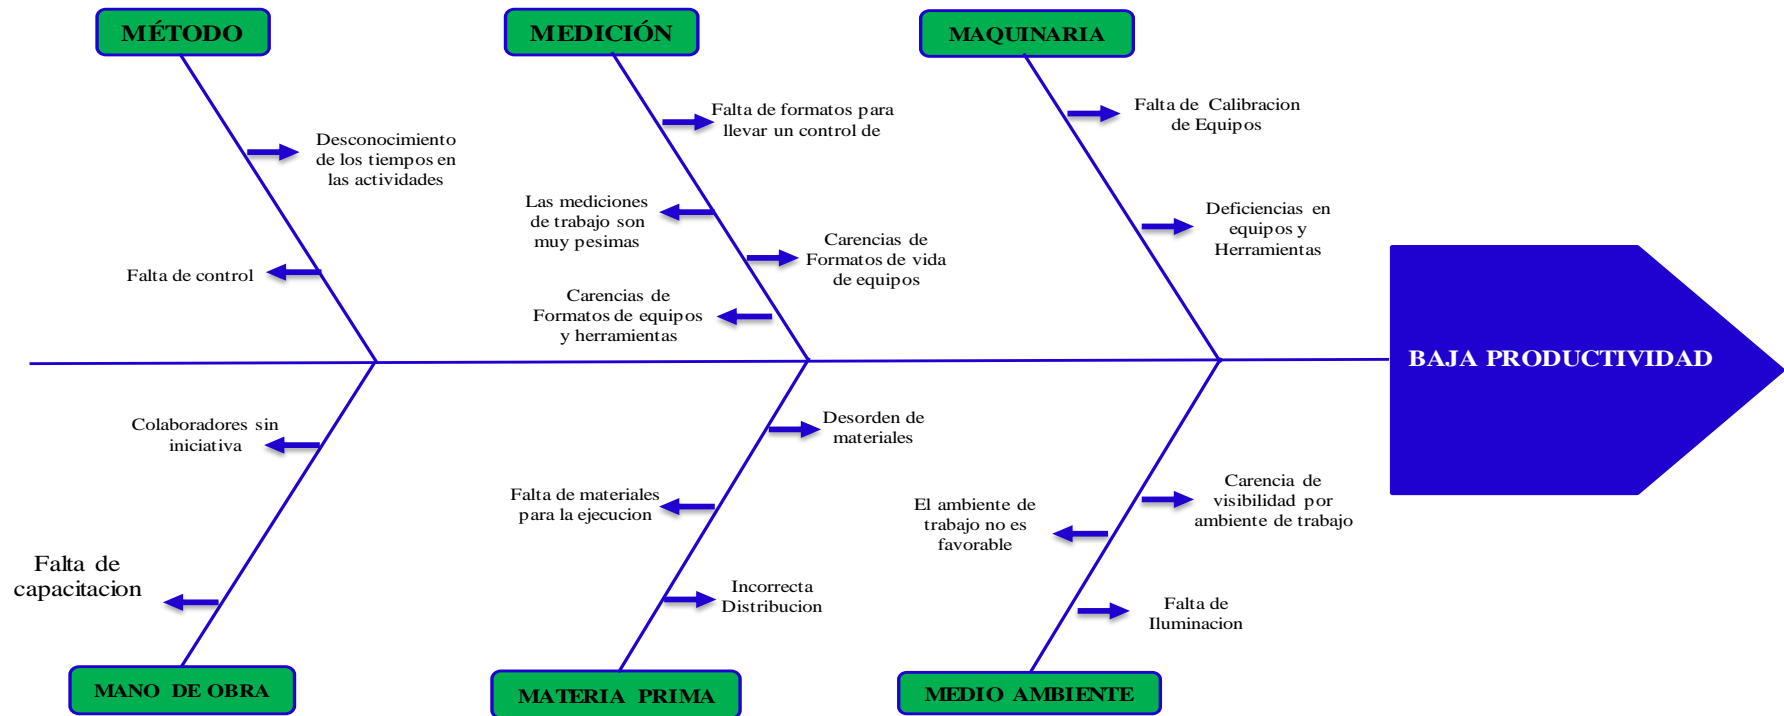 MÉTODO
MEDICIÓN
MAQUINARIA
Desconocimiento
de los tiempos en
las actividades
Falta de control
Falta de formatos para
llevar un control de
Las mediciones
de trabajo son
muy pesimas
Carencias de
Formatos de vida
de equipos
Carencias de
Formatos de equipos
y herramientas
Falta de Calibracion
de Equipos
Deficiencias en
equipos y
Herramientas
BAJA PRODUCTIVIDAD
Colaboradores sin
iniciativa
Falta de
capacitacion
Desorden de
materiales
Falta de materiales
para la ejecucion
Incorrecta
Distribucion
El ambiente de
trabajo no es
favorable
Carencia de
visibilidad por
ambiente de trabajo
Falta de
Iluminacion
MANO DE OBRA
MATERIA PRIMA
MEDIO AMBIENTE